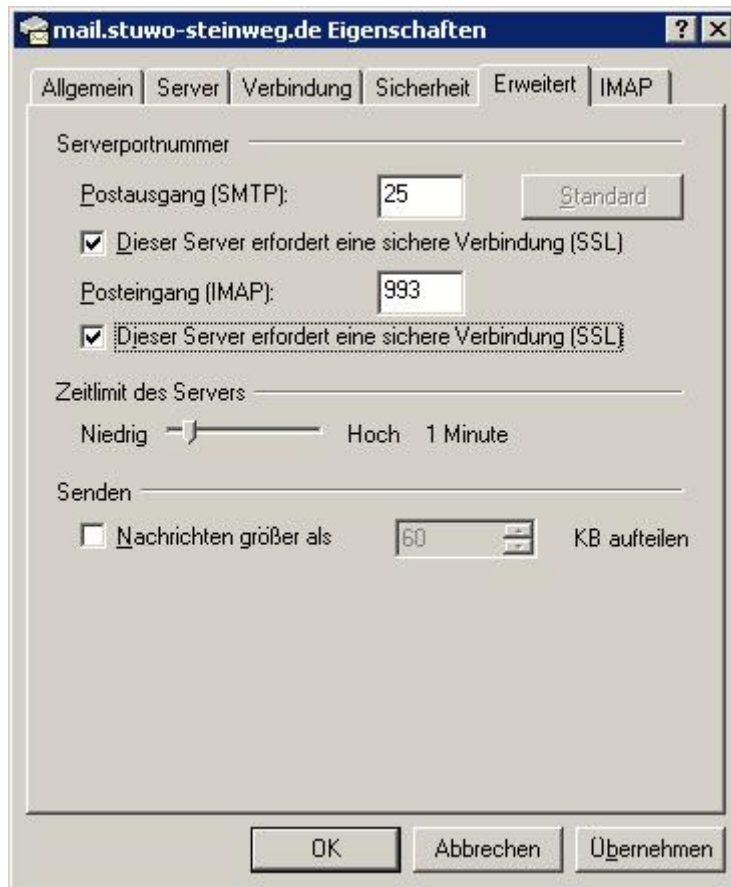 mail.stuwo-steinweg.de Eigenschaften
Allgemein Server Verbindung Sicherheit Erweitert IMAP
Serverportnummer
Postausgang (SMTP): 25 Standard
Dieser Server erfordert eine sichere Verbindung (SSL)
Posteingang (IMAP): 993
Dieser Server erfordert eine sichere Verbindung (SSL)
Zeitlimit des Servers
Niedrig Hoch 1 Minute
Senden
Nachrichten größer als 60 KB aufteilen
OK Abbrechen Übernehmen